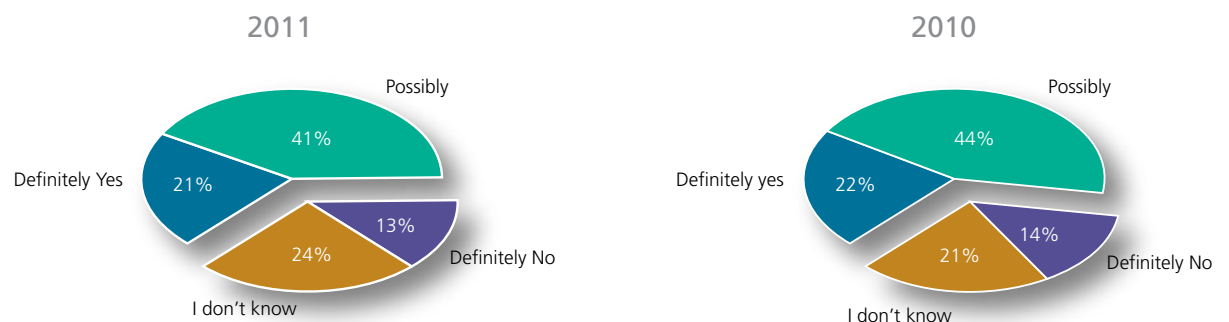 2011
Possibly
41%
Definitely Yes
21%
13%
Definitely No
24%
I don’t know
2010
Possibly
44%
Definitely yes
22%
14%
Definitely No
21%
I don’t know